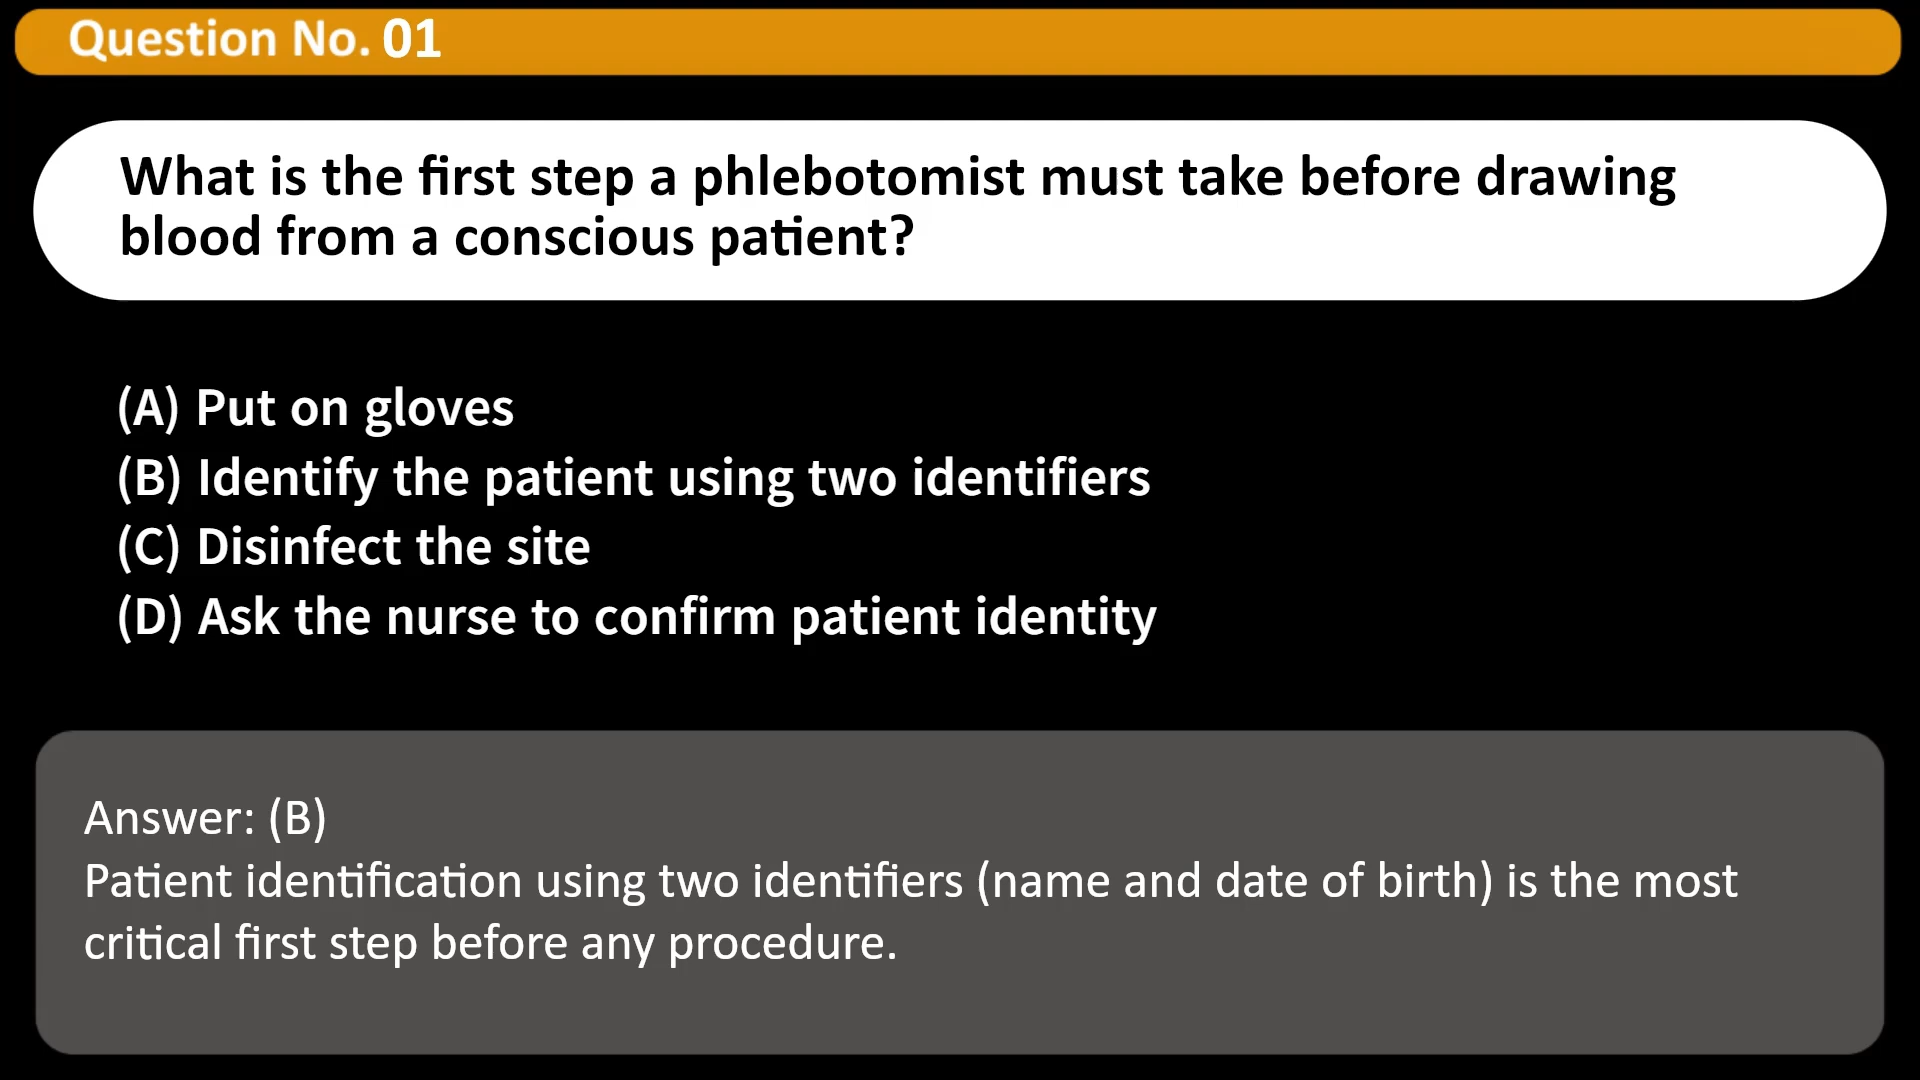 Question No. 01
What is the first step a phlebotomist must take before drawing
blood from a conscious patient?
(A) Put on gloves
(B) Identify the patient using two identifiers
(C) Disinfect the site
(D) Ask the nurse to confirm patient identity
Answer: (B)
Patient identification using two identifiers (name and date of birth) is the most
critical first step before any procedure.